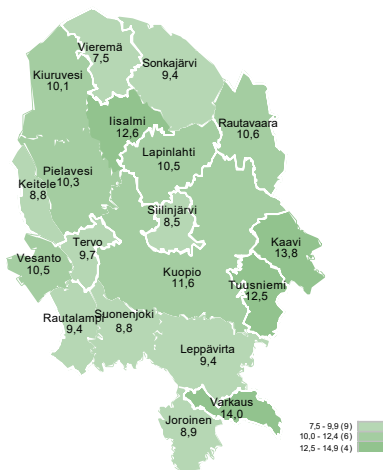 Vieremä
7,5
Sonkajärvi
9,4
Kiuruvesi
10,1
Iisalmi
12,6
Rautavaara
10,6
Lapinlahti
10,5
Pielavesi
10,3
Keitele
8,8
Siilinjärvi
8,5
Tervo
9,7
Vesanto
10,5
Kaavi
13,8
Kuopio
11,6
Tuusniemi
12,5
Rautalampi
9,4
Suonenjoki
8,8
Leppävirta
9,4
Varkaus
14,0
Joroinen
8,9
7,5 - 9,9 (9)
10,0 - 12,4 (6)
12,5 - 14,9 (4)